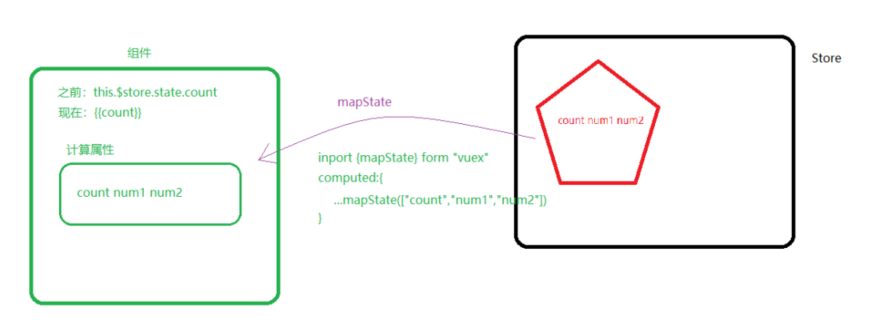 组件
之前：this.$store.state.count
现在：{{count}}
计算属性
count num1 num2
mapState
inport {mapState} form "vuex"
computed:{
...mapState(["count","num1","num2"])
}
count num1 num2
Store